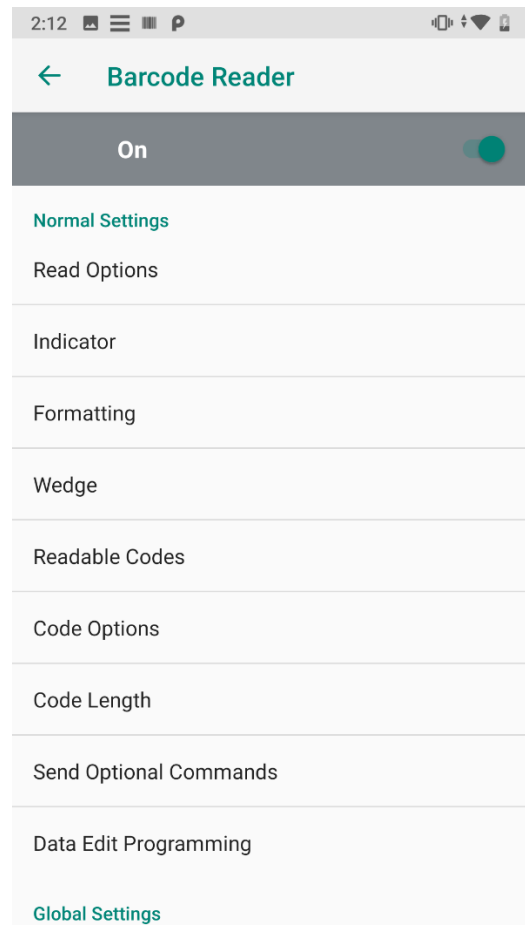 2:12
Barcode Reader
On
Normal Settings
Read Options
Indicator
Formatting
Wedge
Readable Codes
Code Options
Code Length
Send Optional Commands
Data Edit Programming
Global Settings